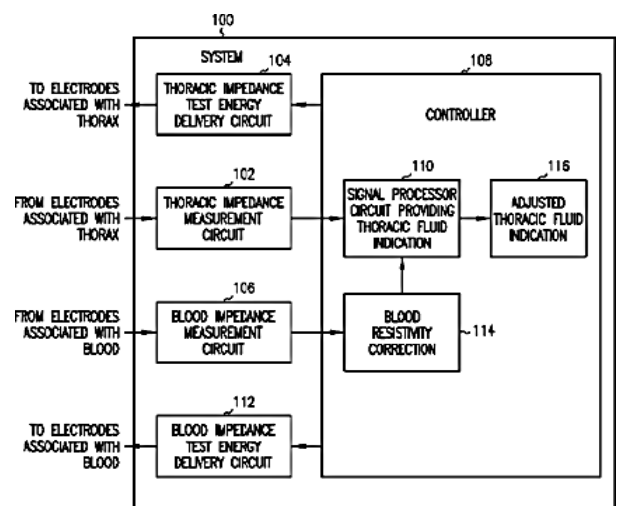 100
SYSTEM
104
108
TO ELECTRODES
ASSOCIATED WITH
THORAX
THORACIC IMPEDANCE
TEST ENERGY
DELIVERY CIRCUIT
CONTROLLER
102
110
116
FROM ELECTRODES
ASSOCIATED WITH
THORAX
THORACIC IMPEDANCE
MEASUREMENT
CIRCUIT
SIGNAL PROCESSOR
CIRCUIT PROVIDING
THORACIC FLUID
INDICATION
ADJUSTED
THORACIC FLUID
INDICATION
106
FROM ELECTRODES
ASSOCIATED WITH
BLOOD
BLOOD IMPEDANCE
MEASUREMENT
CIRCUIT
BLOOD
RESISTIVITY
CORRECTION
114
112
TO ELECTRODES
ASSOCIATED WITH
BLOOD
BLOOD IMPEDANCE
TEST ENERGY
DELIVERY CIRCUIT